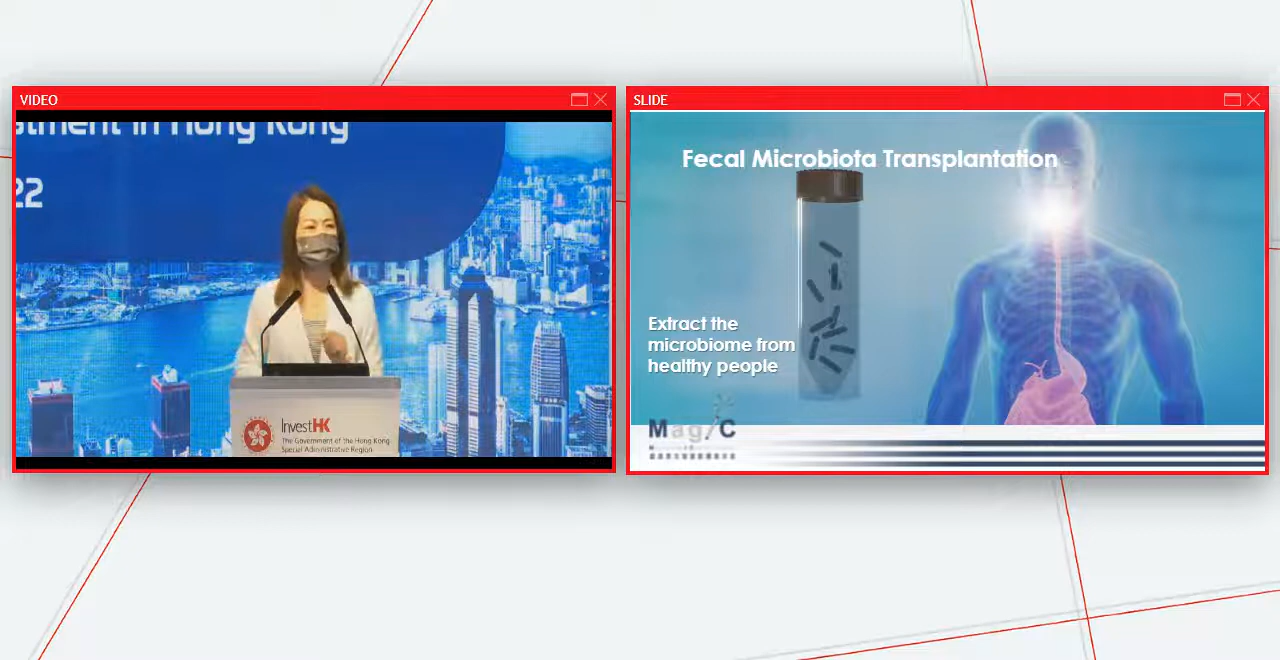 VIDEO
stment in Hong Kong
22
InvestHK
The Government of the Hong Kong
Special Administrative Region
SLIDE
Fecal Microbiota Transplantation
Extract the
microbiome from
healthy people
MagIC